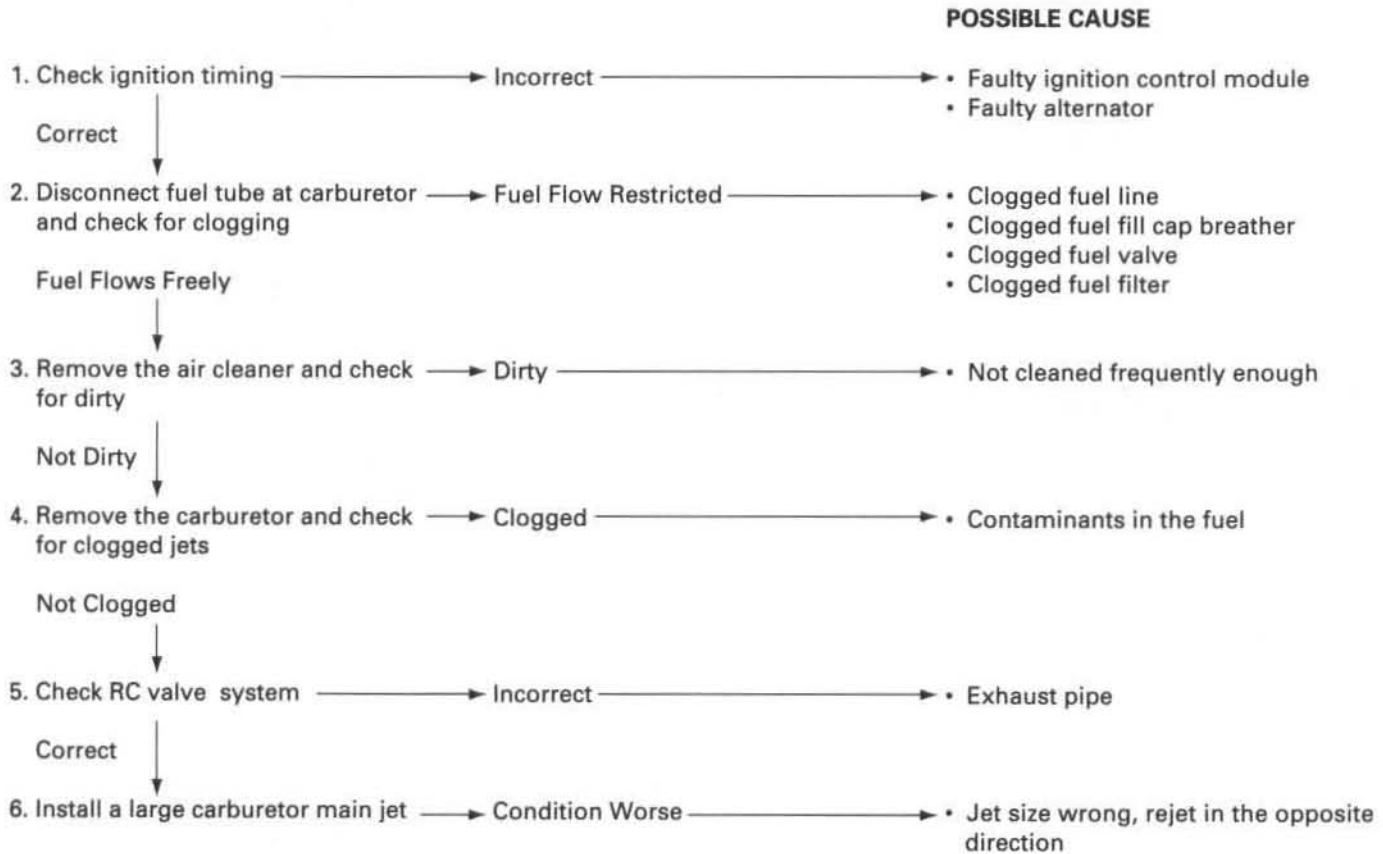 POSSIBLE CAUSE
1. Check ignition timing Incorrect • Faulty ignition control module
• Faulty alternator
Correct
2. Disconnect fuel tube at carburetor Fuel Flow Restricted • Clogged fuel line
and check for clogging • Clogged fuel fill cap breather
• Clogged fuel valve
Fuel Flows Freely • Clogged fuel filter
3. Remove the air cleaner and check Dirty • Not cleaned frequently enough
for dirty
Not Dirty
4. Remove the carburetor and check Clogged • Contaminants in the fuel
for clogged jets
Not Clogged
5. Check RC valve system Incorrect • Exhaust pipe
Correct
6. Install a large carburetor main jet Condition Worse • Jet size wrong, rejet in the opposite
direction